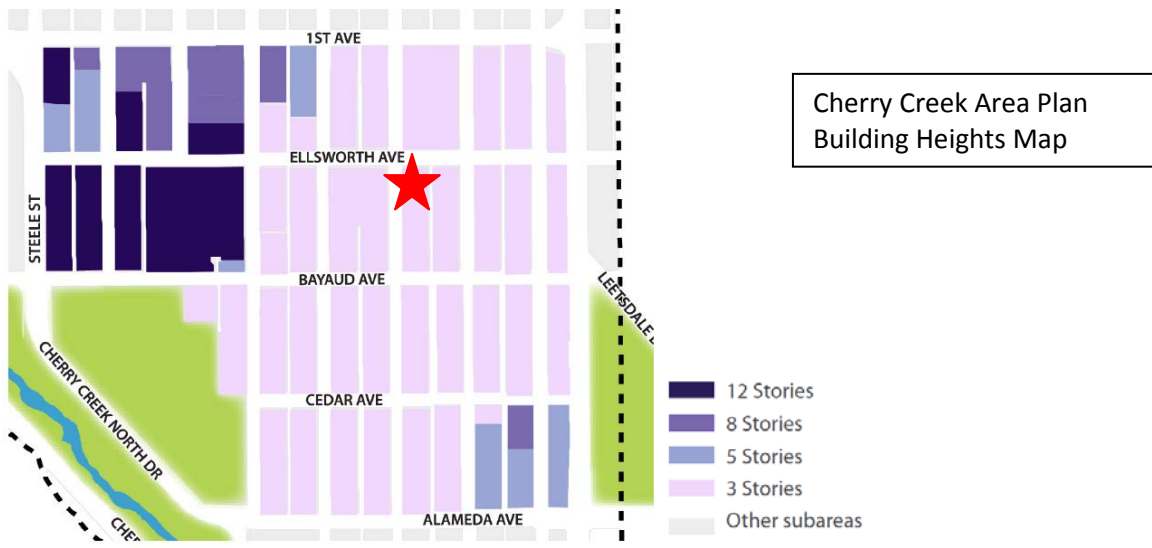 1ST AVE
Cherry Creek Area Plan
Building Heights Map
ELLSWORTH AVE
STEELE ST
BAYAUD AVE
LEETSDALE
CHERRY CREEK NORTH DR
CEDAR AVE
12 Stories
8 Stories
5 Stories
3 Stories
Other subareas
ALAMEDA AVE